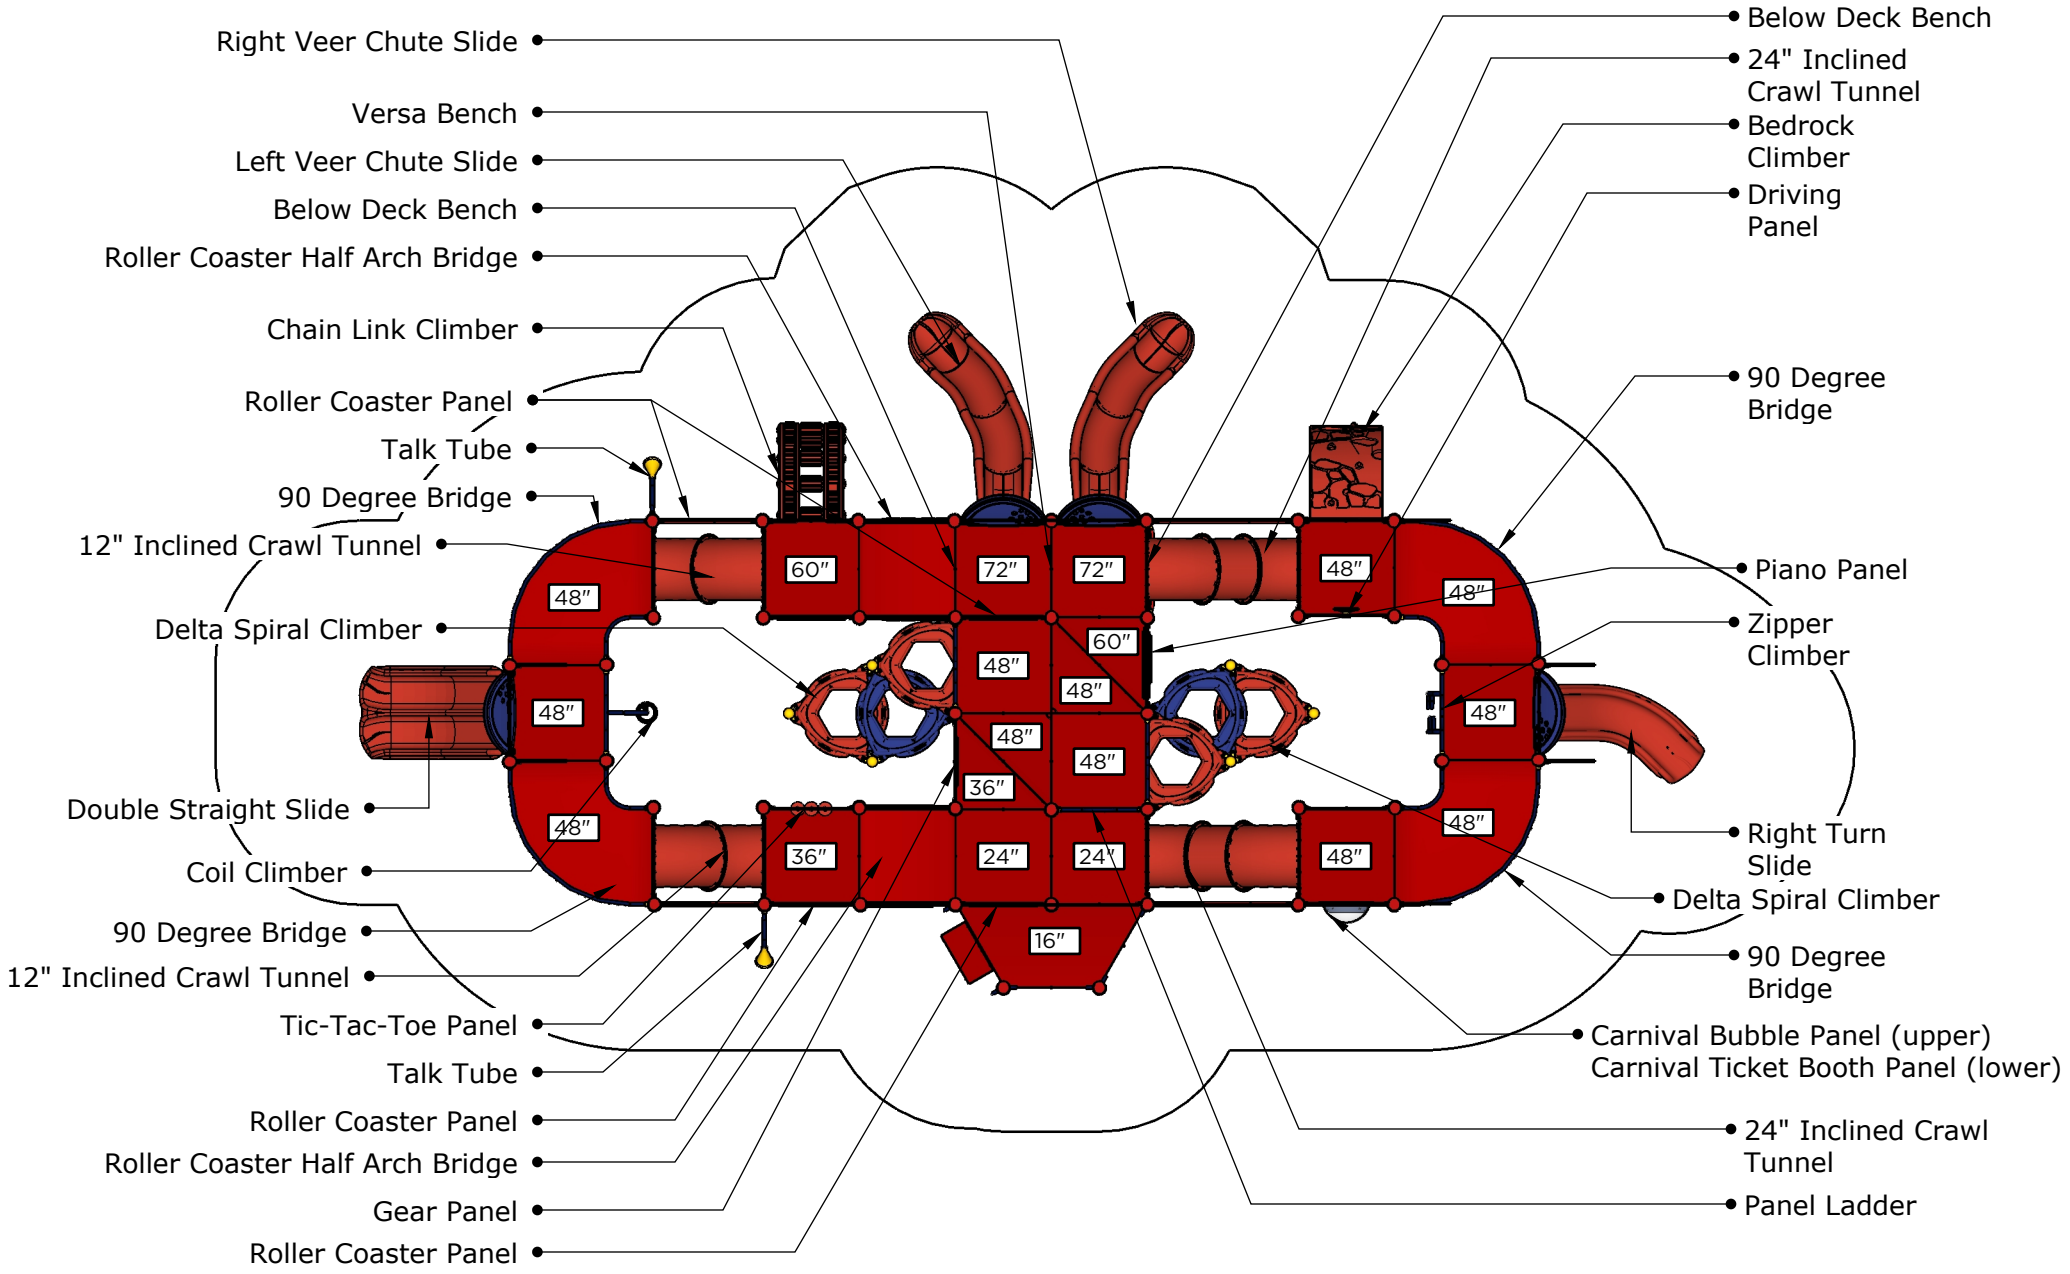 Right Veer Chute Slide
Versa Bench
Left Veer Chute Slide
Below Deck Bench
Roller Coaster Half Arch Bridge
Chain Link Climber
Roller Coaster Panel
Talk Tube
90 Degree Bridge
12" Inclined Crawl Tunnel
Delta Spiral Climber
Double Straight Slide
Coil Climber
90 Degree Bridge
12" Inclined Crawl Tunnel
Tic-Tac-Toe Panel
Talk Tube
Roller Coaster Panel
Roller Coaster Half Arch Bridge
Gear Panel
Roller Coaster Panel
60"
72"
72"
48"
48"
48"
60"
48"
48"
48"
48"
48"
48"
36"
48"
48"
48"
36"
24"
24"
48"
16"
Below Deck Bench
24" Inclined
Crawl Tunnel
Bedrock
Climber
Driving
Panel
90 Degree
Bridge
Piano Panel
Zipper
Climber
Right Turn
Slide
Delta Spiral Climber
90 Degree
Bridge
Carnival Bubble Panel (upper)
Carnival Ticket Booth Panel (lower)
24" Inclined Crawl
Tunnel
Panel Ladder